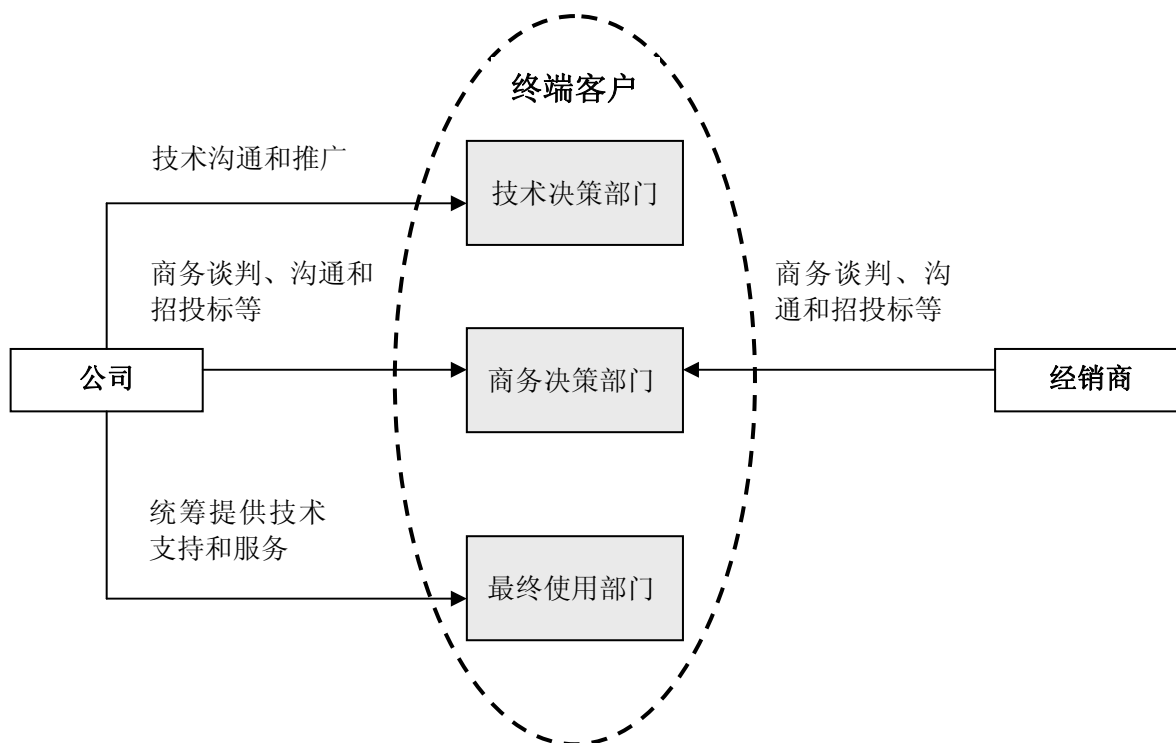 终端客户
技术沟通和推广
技术决策部门
商务谈判、沟通和
招投标等
商务谈判、沟
通和招投标等
公司
商务决策部门
经销商
统筹提供技术
支持和服务
最终使用部门